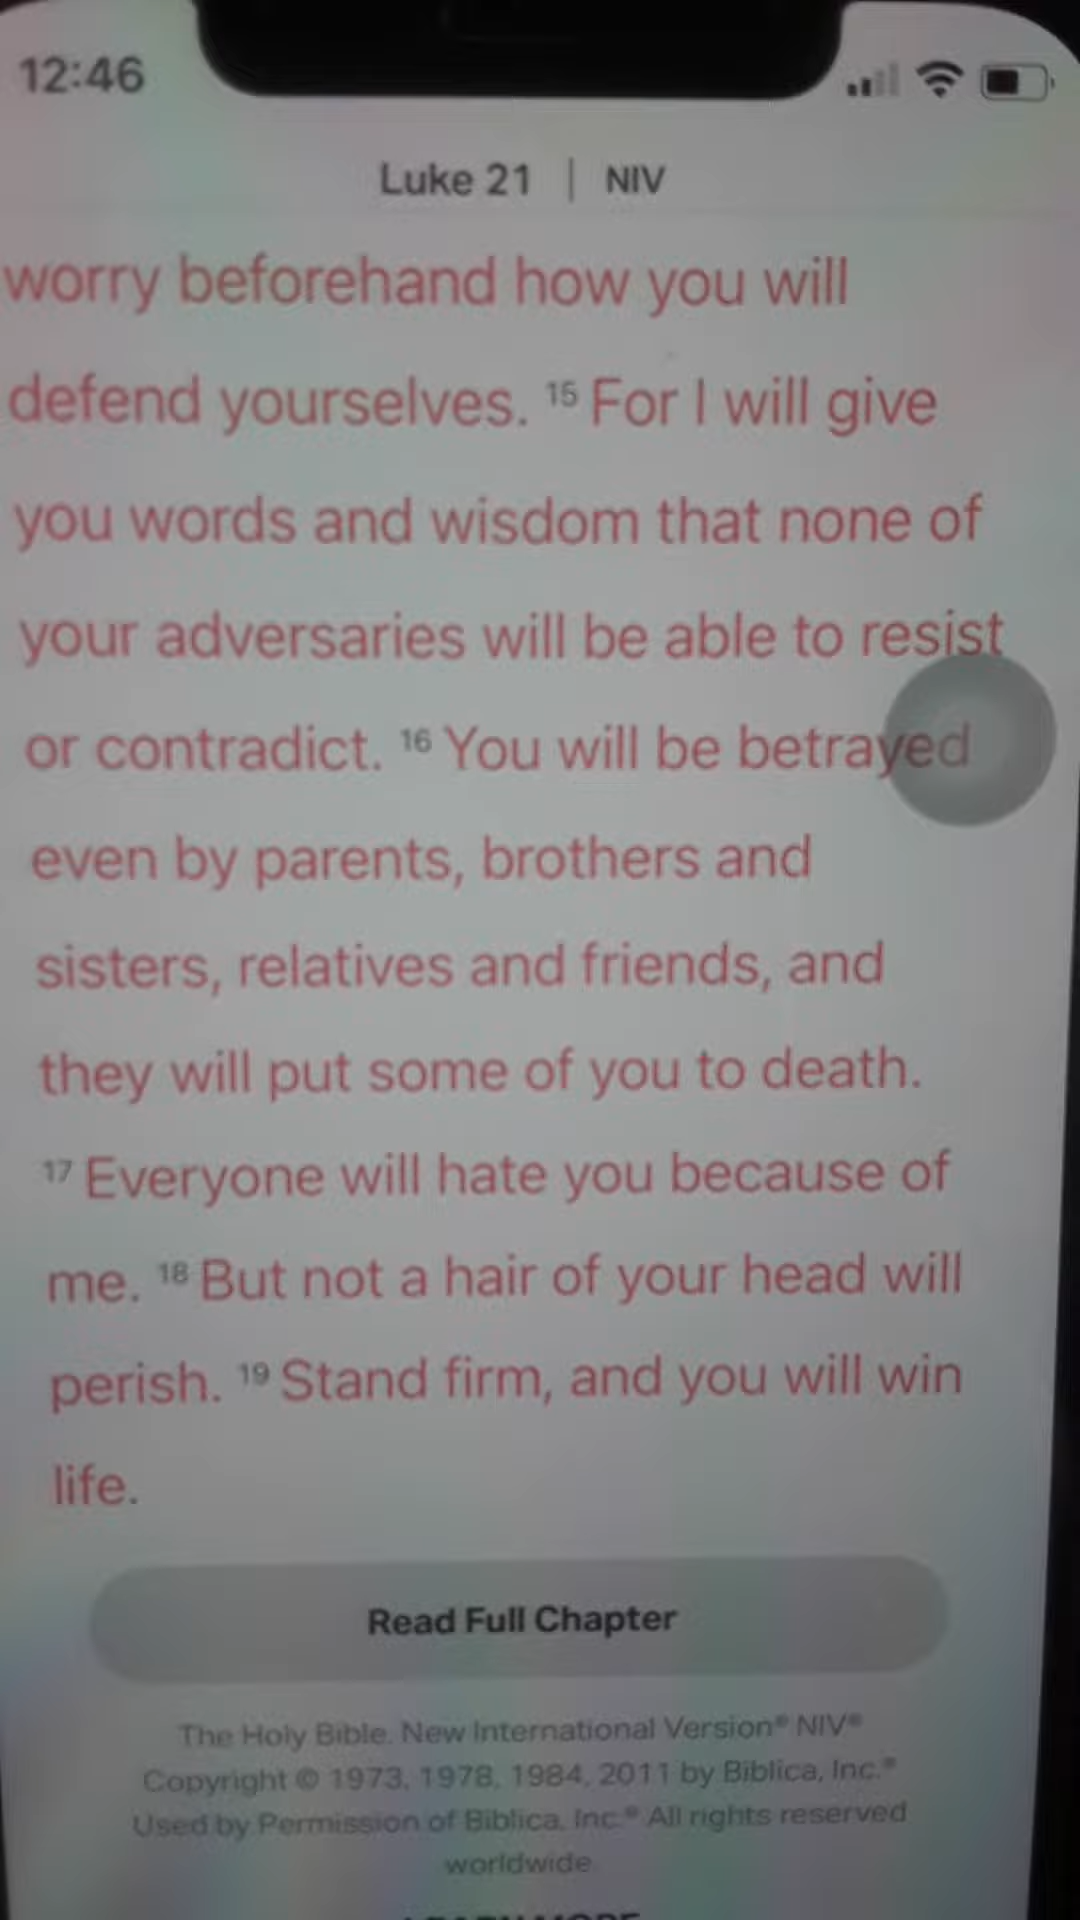 12:46
Luke 21 | NIV
worry beforehand how you will
defend yourselves. 15 For I will give
you words and wisdom that none of
your adversaries will be able to resist
or contradict. 16 You will be betrayed
even by parents, brothers and
sisters, relatives and friends, and
they will put some of you to death.
17 Everyone will hate you because of
me. 18 But not a hair of your head will
perish. 19 Stand firm, and you will win
life.
Read Full Chapter
The Holy Bible, New International Version® NIV®
Copyright © 1973, 1978, 1984, 2011 by Biblica, Inc.®
Used by Permission of Biblica, Inc.® All rights reserved
worldwide.
LEARN MORE